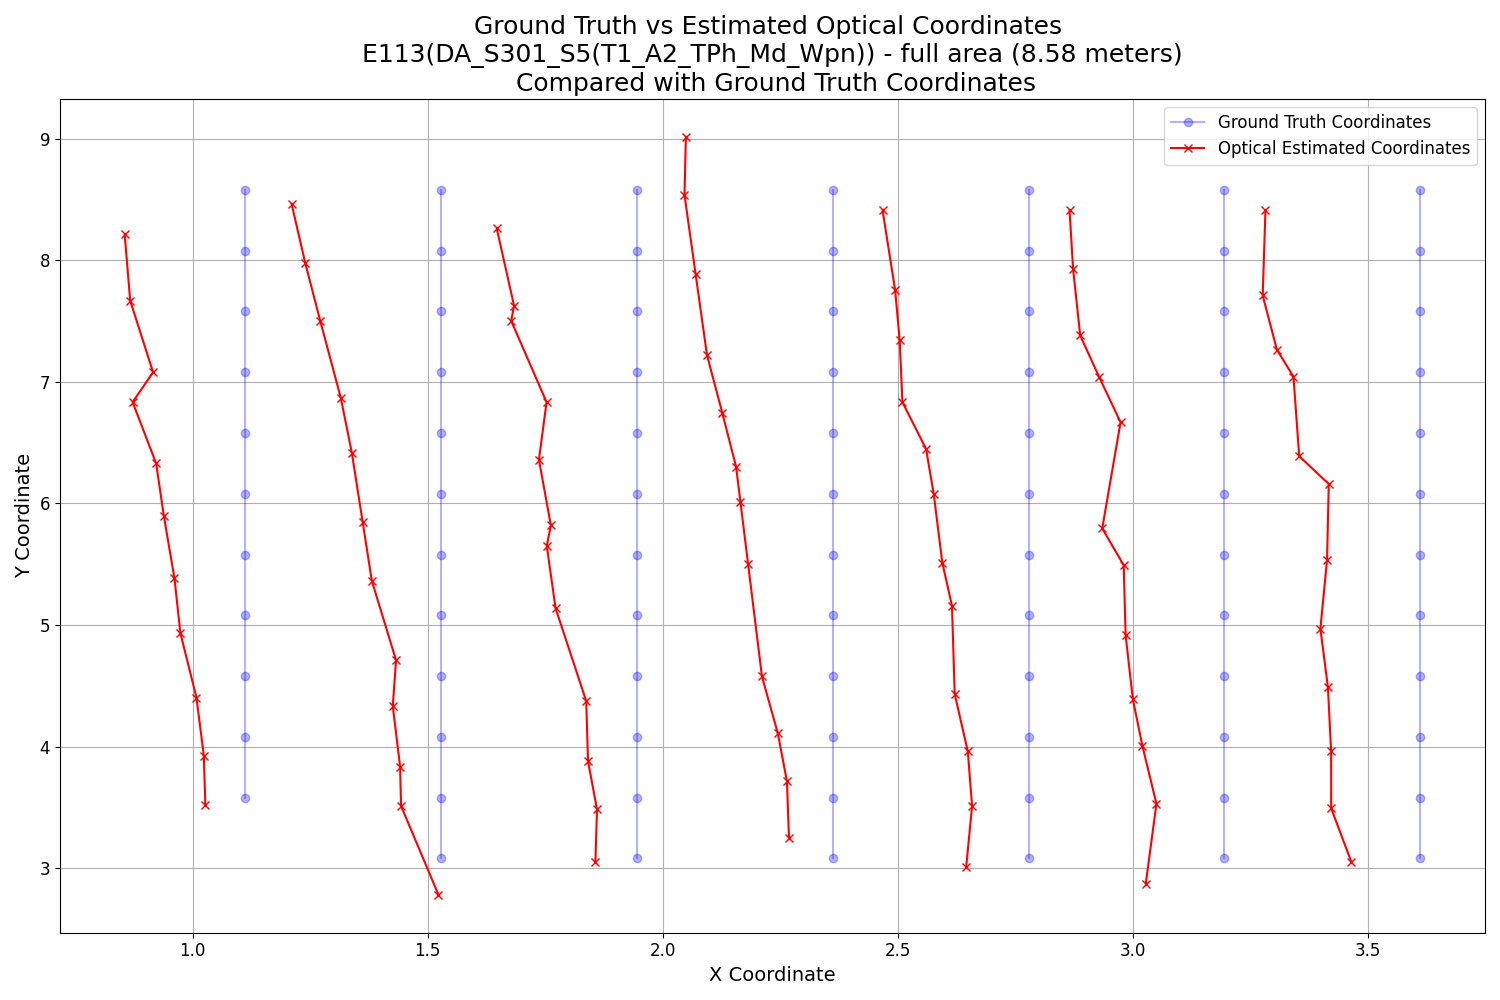 Ground Truth vs Estimated Optical Coordinates
E113(DA_S301_S5(T1_A2_TPh_Md_Wpn)) - full area (8.58 meters)
Compared with Ground Truth Coordinates
Ground Truth Coordinates
Optical Estimated Coordinates
Y Coordinate
9
8
7
6
5
4
3
1.0 1.5 2.0 2.5 3.0 3.5
X Coordinate